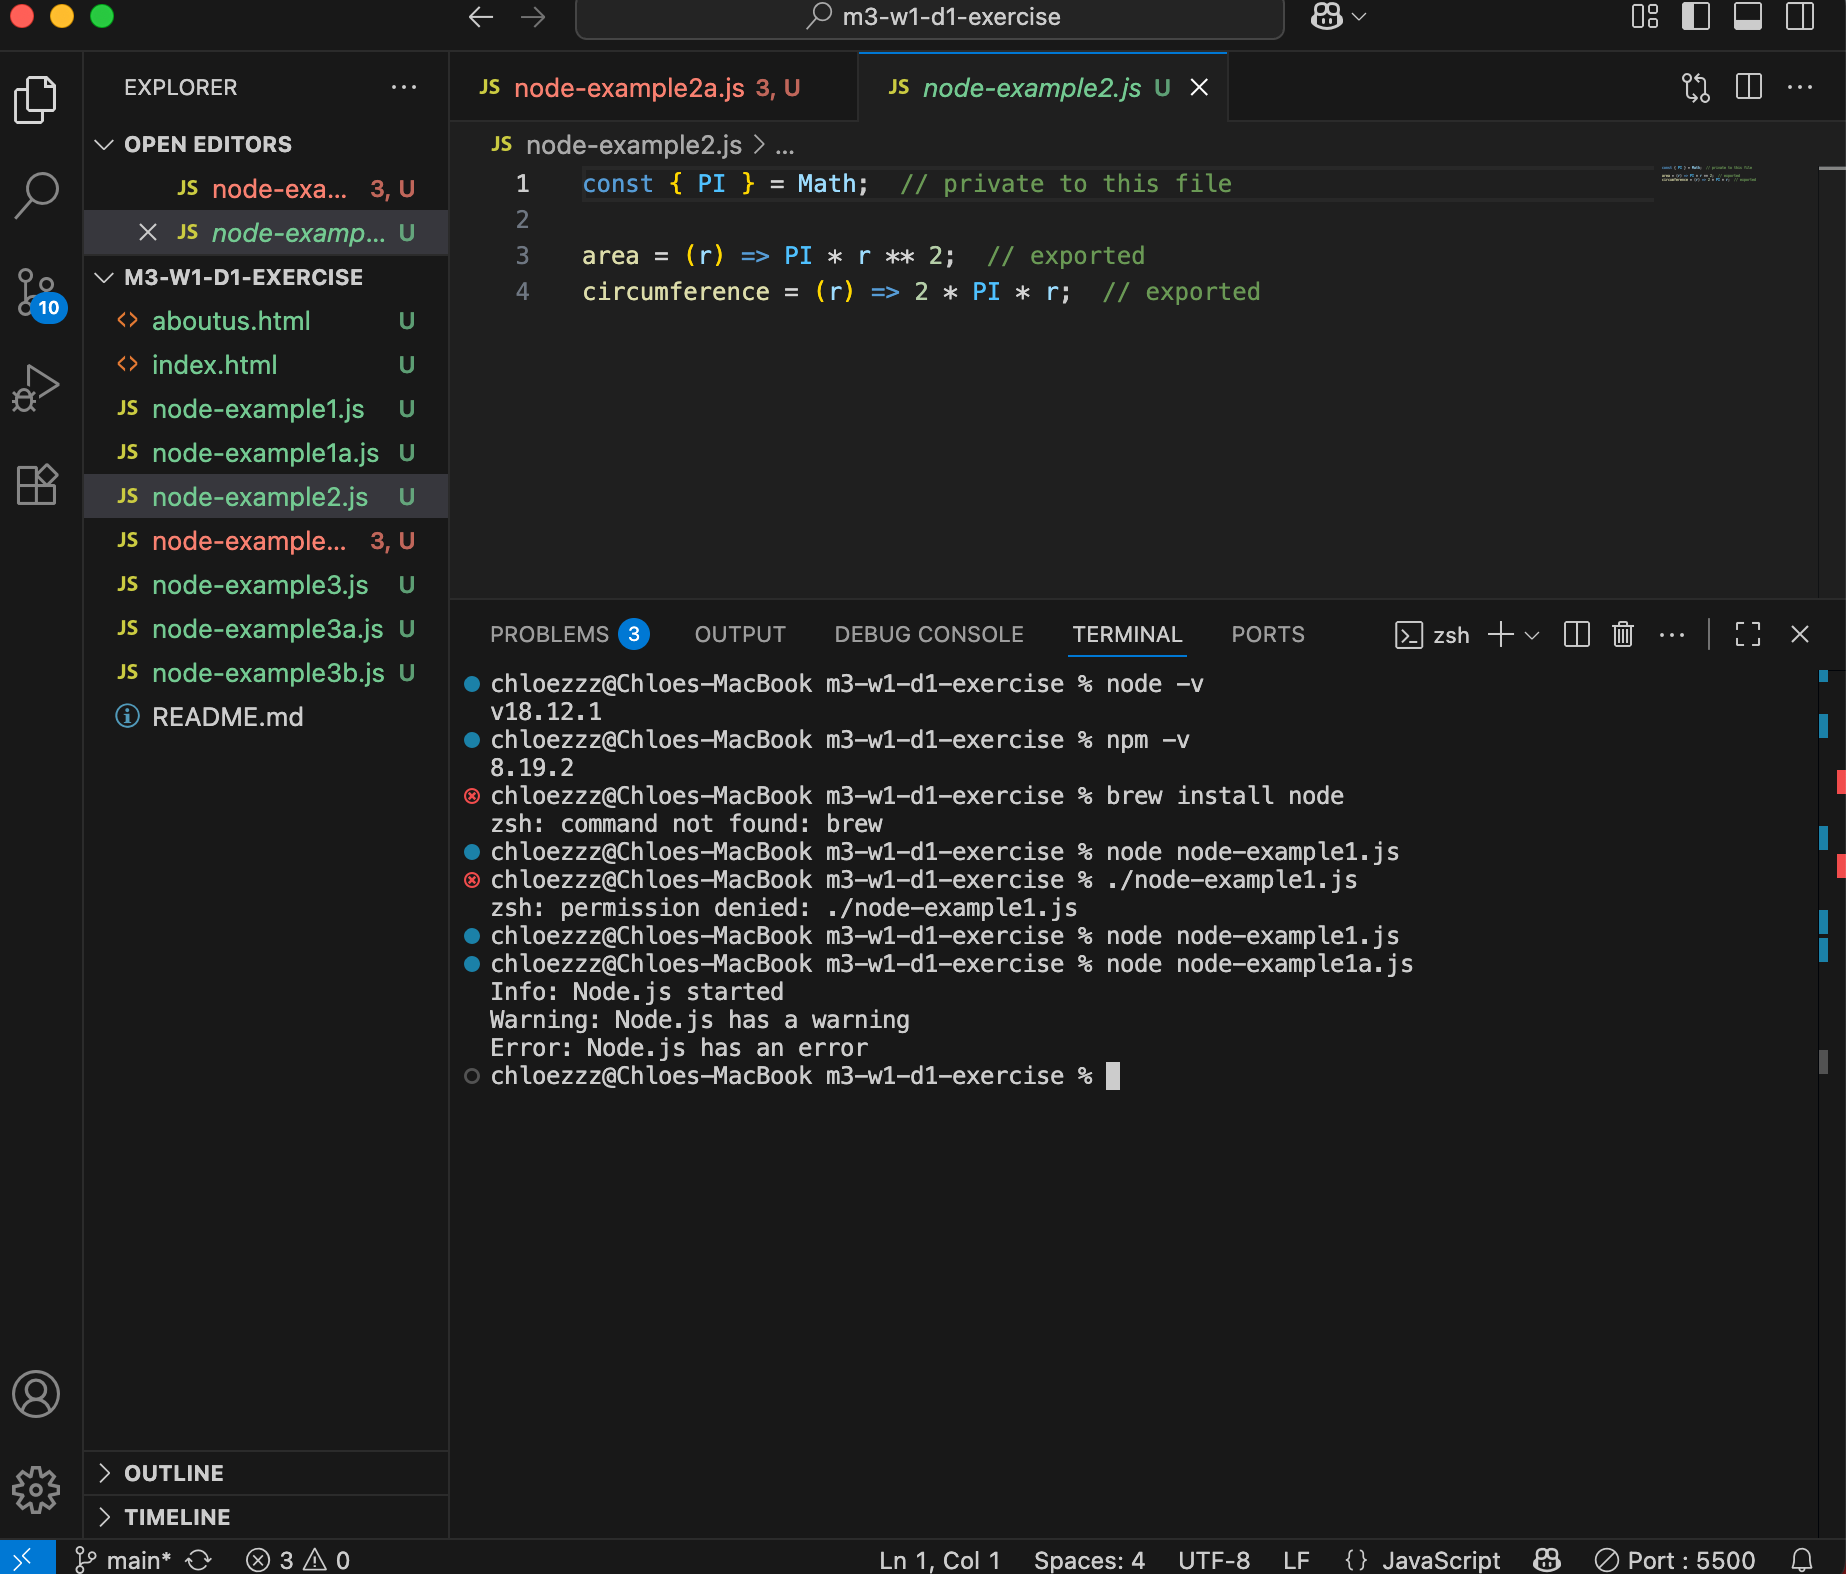 m3-w1-d1-exercise
EXPLORER
OPEN EDITORS
JS node-exa... 3, U
JS node-examp... U
M3-W1-D1-EXERCISE
aboutus.html U
index.html U
JS node-example1.js U
JS node-example1a.js U
JS node-example2.js U
JS node-example... 3, U
JS node-example3.js U
JS node-example3a.js U
JS node-example3b.js U
README.md
10
OUTLINE
TIMELINE
JS node-example2a.js 3, U
JS node-example2.js U
JS node-example2.js > ...
1 const { PI } = Math;  // private to this file
2
3 area = (r) => PI * r ** 2;  // exported
4 circumference = (r) => 2 * PI * r;  // exported
PROBLEMS 3 OUTPUT DEBUG CONSOLE TERMINAL PORTS zsh
chloezzz@Chloes-MacBook m3-w1-d1-exercise % node -v
v18.12.1
chloezzz@Chloes-MacBook m3-w1-d1-exercise % npm -v
8.19.2
chloezzz@Chloes-MacBook m3-w1-d1-exercise % brew install node
zsh: command not found: brew
chloezzz@Chloes-MacBook m3-w1-d1-exercise % node node-example1.js
chloezzz@Chloes-MacBook m3-w1-d1-exercise % ./node-example1.js
zsh: permission denied: ./node-example1.js
chloezzz@Chloes-MacBook m3-w1-d1-exercise % node node-example1.js
chloezzz@Chloes-MacBook m3-w1-d1-exercise % node node-example1a.js
Info: Node.js started
Warning: Node.js has a warning
Error: Node.js has an error
chloezzz@Chloes-MacBook m3-w1-d1-exercise %
main* 3 0 Ln 1, Col 1 Spaces: 4 UTF-8 LF {} JavaScript Port : 5500